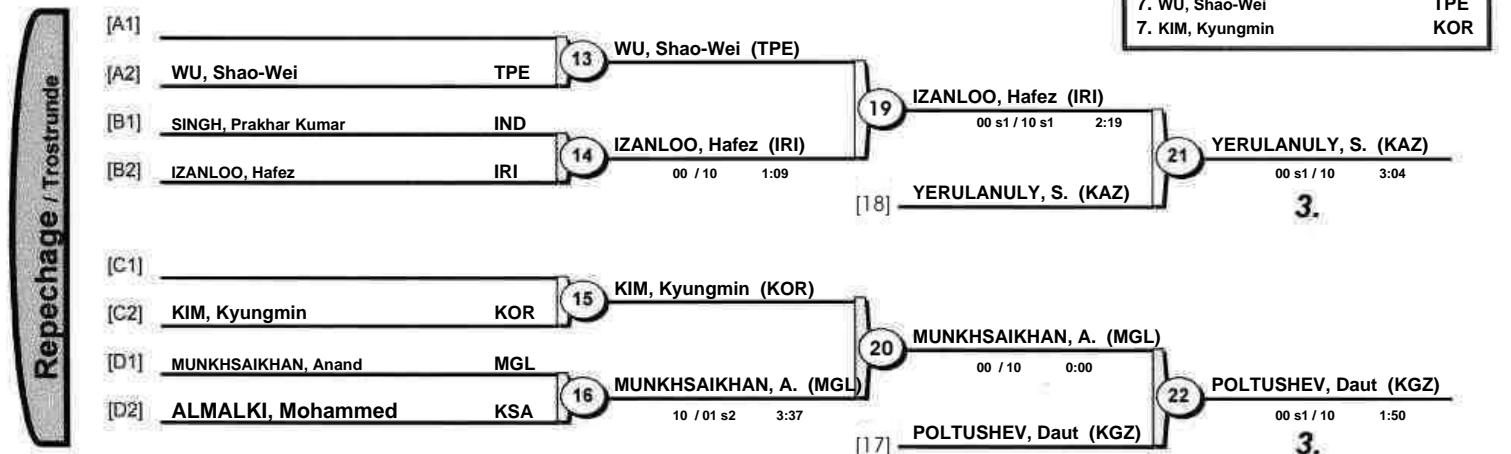 7. WU, Shao-Wei TPE
7. KIM, Kyungmin KOR
Repechage / Trostrunde
[A1]
[A2] WU, Shao-Wei TPE
13
WU, Shao-Wei (TPE)
[B1] SINGH, Prakhar Kumar IND
[B2] IZANLOO, Hafez IRI
14
IZANLOO, Hafez (IRI)
00 / 10 1:09
19
IZANLOO, Hafez (IRI)
00 s1 / 10 s1 2:19
[18] YERULANULY, S. (KAZ)
21
YERULANULY, S. (KAZ)
00 s1 / 10 3:04
3.
[C1]
[C2] KIM, Kyungmin KOR
15
KIM, Kyungmin (KOR)
[D1] MUNKHSAIKHAN, Anand MGL
[D2] ALMALKI, Mohammed KSA
16
MUNKHSAIKHAN, A. (MGL)
10 / 01 s2 3:37
20
MUNKHSAIKHAN, A. (MGL)
00 / 10 0:00
[17] POLTUSHEV, Daut (KGZ)
22
POLTUSHEV, Daut (KGZ)
00 s1 / 10 1:50
3.